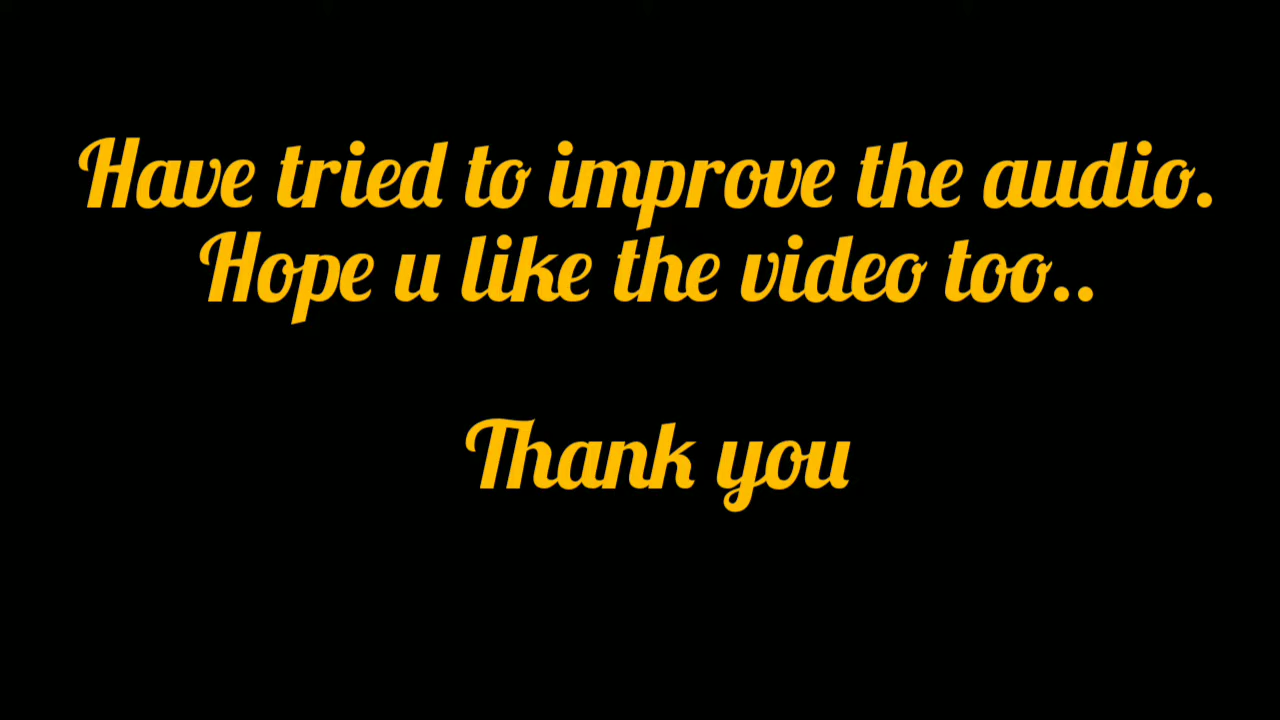 Have tried to improve the audio.
Hope u like the video too..
Thank you